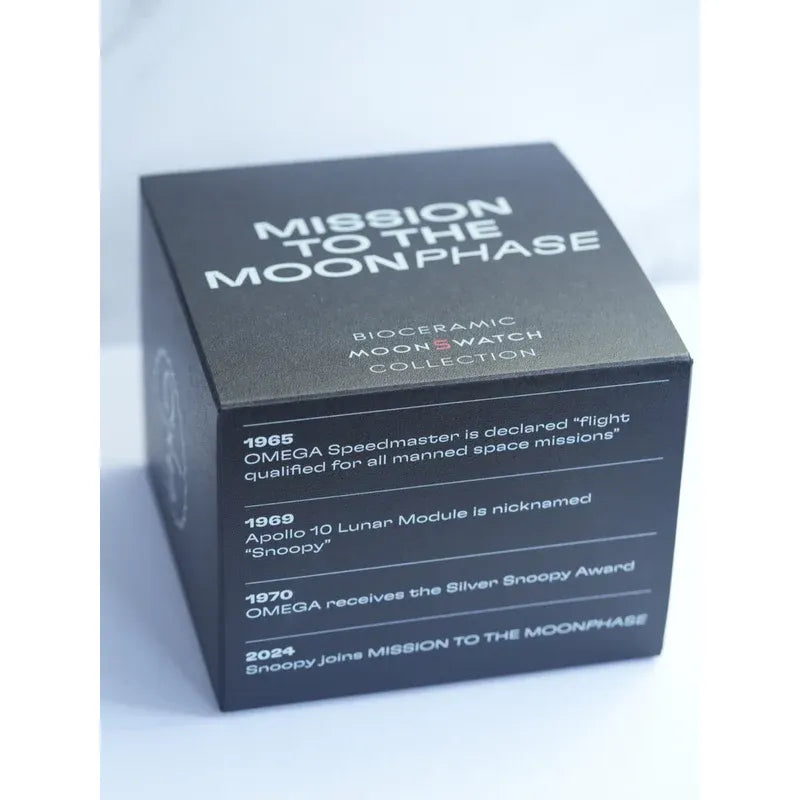 MISSION
TO THE
MOONPHASE
BIOCERAMIC
MOONSWATCH
COLLECTION
1965
OMEGA Speedmaster is declared “flight
qualified for all manned space missions”
1969
Apollo 10 Lunar Module is nicknamed
“Snoopy”
1970
OMEGA receives the Silver Snoopy Award
2024
Snoopy joins MISSION TO THE MOONPHASE